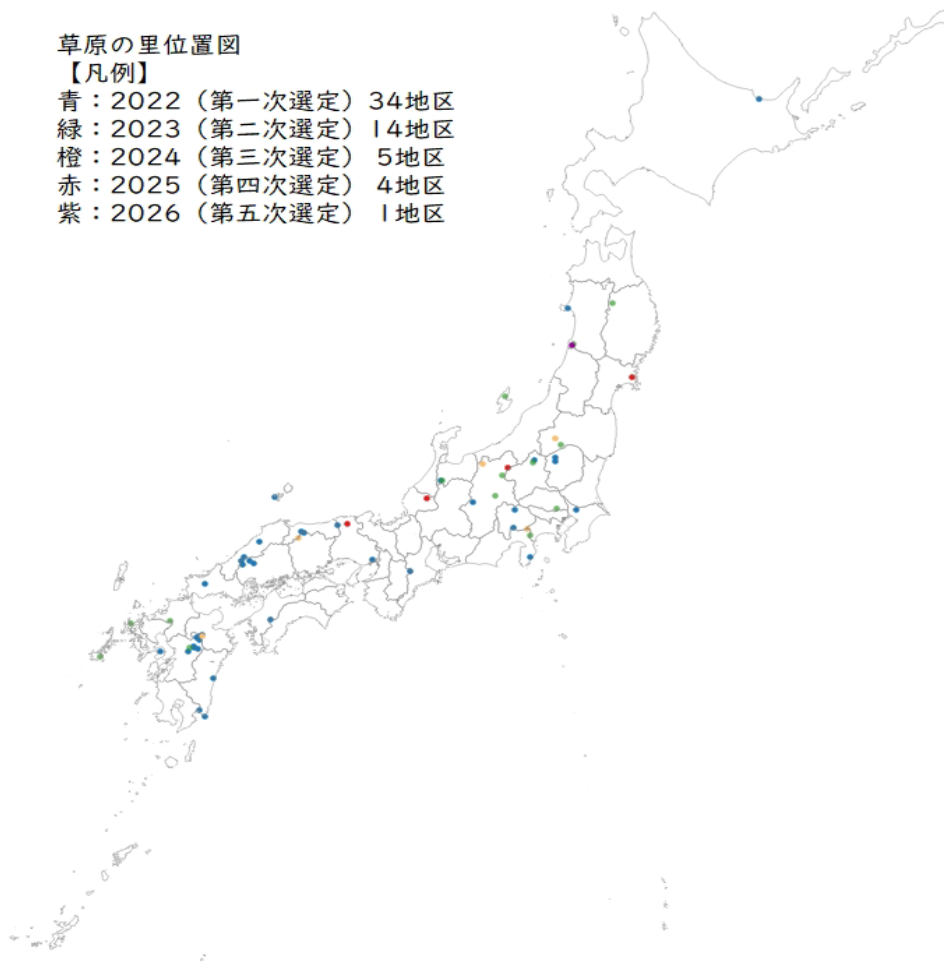 草原の里位置図
【凡例】
青：2022（第一次選定）34地区
緑：2023（第二次選定）14地区
橙：2024（第三次選定） 5地区
赤：2025（第四次選定） 4地区
紫：2026（第五次選定） 1地区